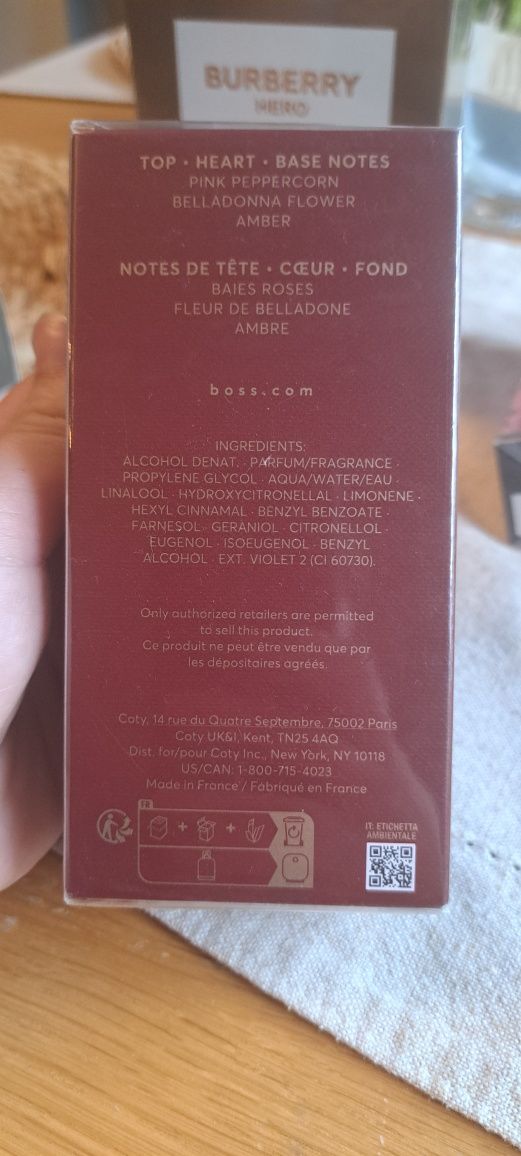 BURBERRY
HERO
TOP • HEART • BASE NOTES
PINK PEPPERCORN
BELLADONNA FLOWER
AMBER
NOTES DE TÊTE • CŒUR • FOND
BAIES ROSES
FLEUR DE BELLADONE
AMBRE
boss.com
INGREDIENTS:
ALCOHOL DENAT. · PARFUM/FRAGRANCE ·
PROPYLENE GLYCOL · AQUA/WATER/EAU ·
LINALOOL · HYDROXYCITRONELLAL · LIMONENE ·
HEXYL CINNAMAL · BENZYL BENZOATE ·
FARNESOL · GERANIOL · CITRONELLOL ·
EUGENOL · ISOEUGENOL · BENZYL
ALCOHOL · EXT. VIOLET 2 (CI 60730).
Only authorized retailers are permitted
to sell this product.
Ce produit ne peut être vendu que par
les dépositaires agréés.
Coty, 14 rue du Quatre Septembre, 75002 Paris
Coty UK&I, Kent, TN25 4AQ
Dist. for/pour Coty Inc., New York, NY 10118
US/CAN: 1-800-715-4023
Made in France / Fabriqué en France
FR
IT: ETICHETTA
AMBIENTALE